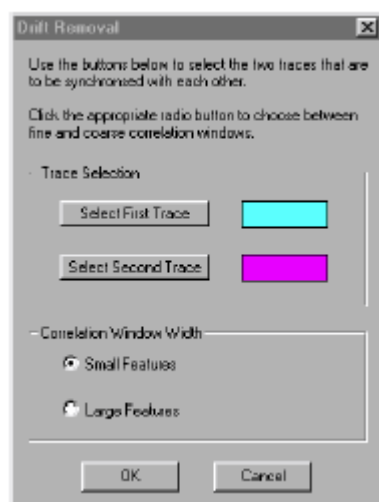 Drift Removal
Use the buttons below to select the two traces that are
to be synchronised with each other.
Click the appropriate radio button to choose between
fine and coarse correlation windows.
Trace Selection
Select First Trace
Select Second Trace
Correlation Window Width
Small Features
Large Features
OK
Cancel